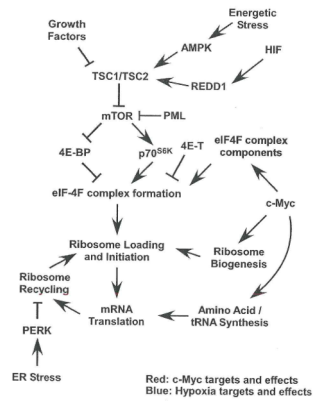 Energetic
Stress
Growth
Factors
AMPK
HIF
TSC1/TSC2
REDD1
mTOR
PML
4E-BP
p70S6K
4E-T
eIF4F complex
components
eIF-4F complex formation
c-Myc
Ribosome Loading
and Initiation
Ribosome
Biogenesis
Ribosome
Recycling
mRNA
Translation
Amino Acid /
tRNA Synthesis
PERK
ER Stress
Red: c-Myc targets and effects
Blue: Hypoxia targets and effects